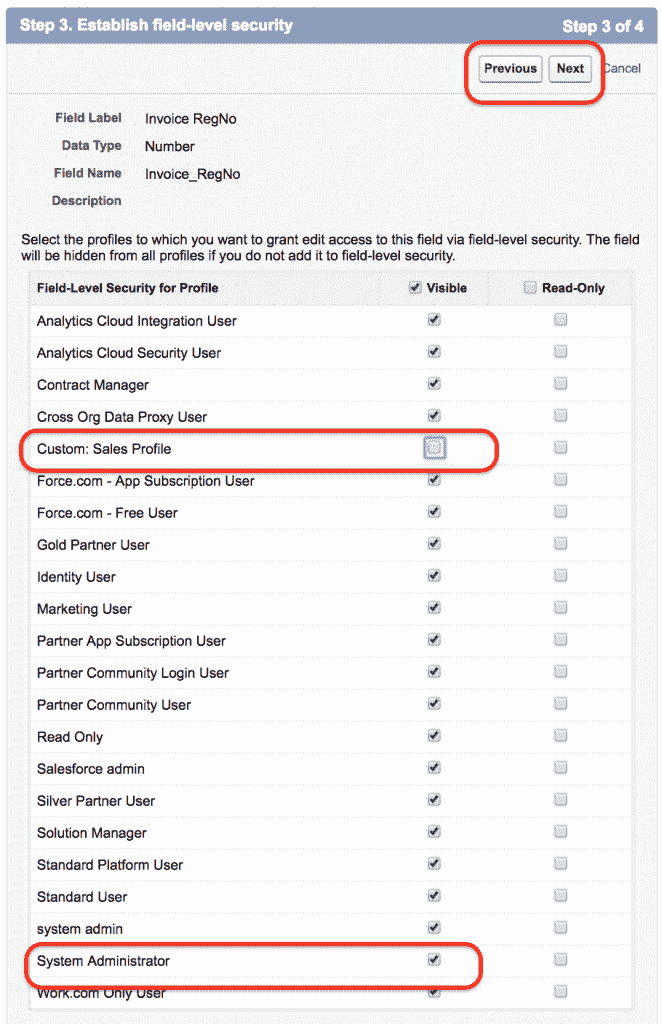 Step 3. Establish field-level security
Step 3 of 4
Previous Next Cancel
Field Label Invoice RegNo
Data Type Number
Field Name Invoice_RegNo
Description
Select the profiles to which you want to grant edit access to this field via field-level security. The field
will be hidden from all profiles if you do not add it to field-level security.
Field-Level Security for Profile Visible Read-Only
Analytics Cloud Integration User
Analytics Cloud Security User
Contract Manager
Cross Org Data Proxy User
Custom: Sales Profile
Force.com - App Subscription User
Force.com - Free User
Gold Partner User
Identity User
Marketing User
Partner App Subscription User
Partner Community Login User
Partner Community User
Read Only
Salesforce admin
Silver Partner User
Solution Manager
Standard Platform User
Standard User
system admin
System Administrator
Work.com Only User